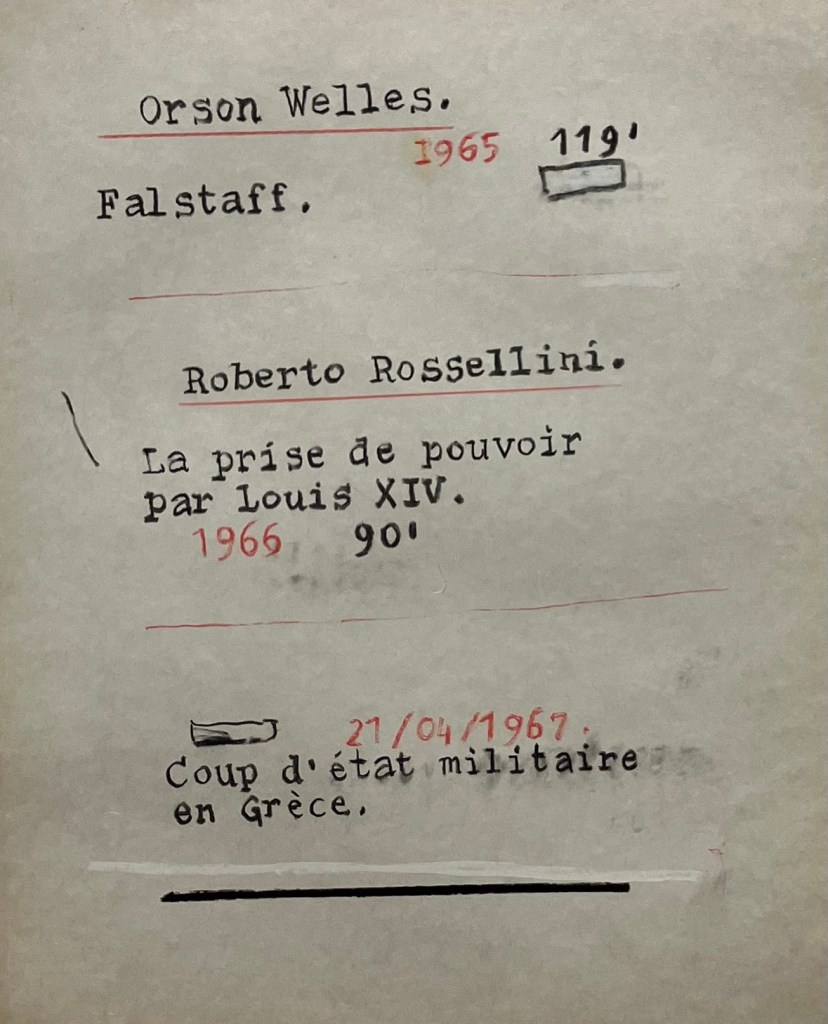 Orson Welles.
1965 119'
Falstaff.
Roberto Rossellini.
La prise de pouvoir
par Louis XIV.
1966 90'
21/04/1967.
Coup d'état militaire
en Grèce.